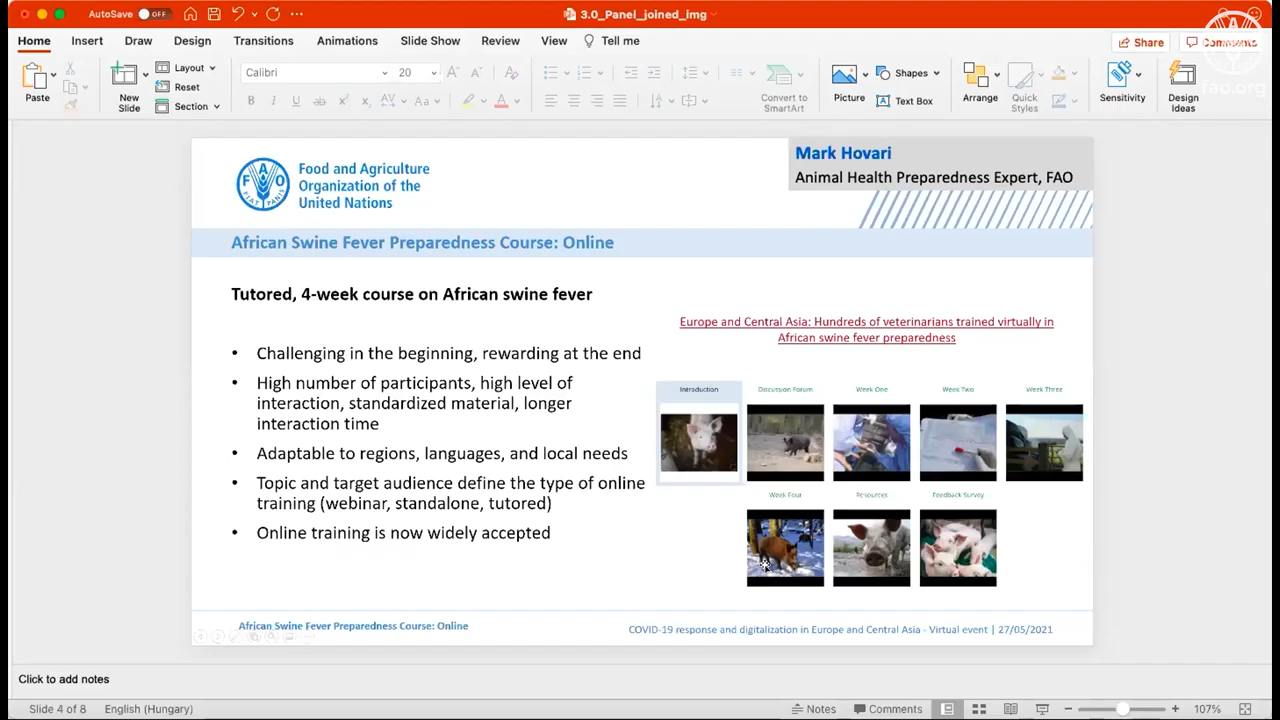 AutoSave OFF
3.0_Panel_joined_img
Home Insert Draw Design Transitions Animations Slide Show Review View Tell me
Share Comments
fao.org
Paste
New
Slide
Layout
Reset
Section
Calibri 20
Convert to
SmartArt
Picture
Shapes
Text Box
Arrange
Quick
Styles
Sensitivity
Design
Ideas
FAO
FIAT PANIS
Food and Agriculture
Organization of the
United Nations
Mark Hovari
Animal Health Preparedness Expert, FAO
African Swine Fever Preparedness Course: Online
Tutored, 4-week course on African swine fever
• Challenging in the beginning, rewarding at the end
• High number of participants, high level of
interaction, standardized material, longer
interaction time
• Adaptable to regions, languages, and local needs
• Topic and target audience define the type of online
training (webinar, standalone, tutored)
• Online training is now widely accepted
Europe and Central Asia: Hundreds of veterinarians trained virtually in
African swine fever preparedness
Introduction Discussion Forum Week One Week Two Week Three
Week Four Resources Feedback Survey
African Swine Fever Preparedness Course: Online
COVID-19 response and digitalization in Europe and Central Asia - Virtual event | 27/05/2021
Click to add notes
Slide 4 of 8 English (Hungary) Notes Comments 107%